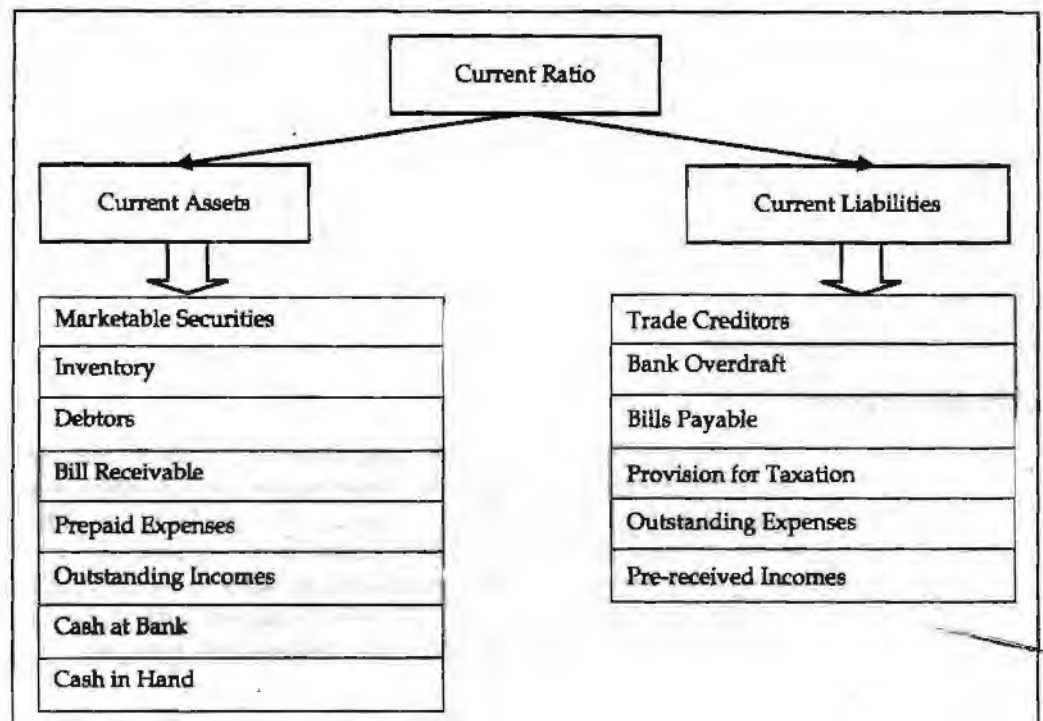 Current Ratio
Current Assets
Current Liabilities
Marketable Securities
Inventory
Debtors
Bill Receivable
Prepaid Expenses
Outstanding Incomes
Cash at Bank
Cash in Hand
Trade Creditors
Bank Overdraft
Bills Payable
Provision for Taxation
Outstanding Expenses
Pre-received Incomes